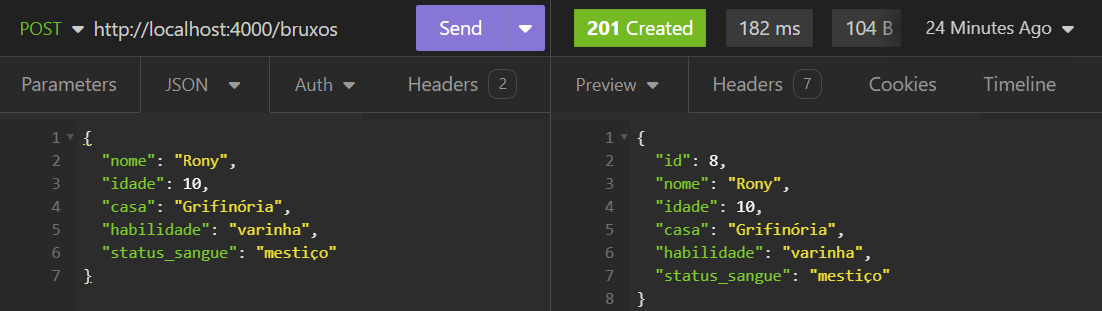 POST http://localhost:4000/bruxos Send 201 Created 182 ms 104 B 24 Minutes Ago
Parameters JSON Auth Headers 2 Preview Headers 7 Cookies Timeline
1 {
2 "nome": "Rony",
3 "idade": 10,
4 "casa": "Grifinória",
5 "habilidade": "varinha",
6 "status_sangue": "mestiço"
7 }
1 {
2 "id": 8,
3 "nome": "Rony",
4 "idade": 10,
5 "casa": "Grifinória",
6 "habilidade": "varinha",
7 "status_sangue": "mestiço"
8 }